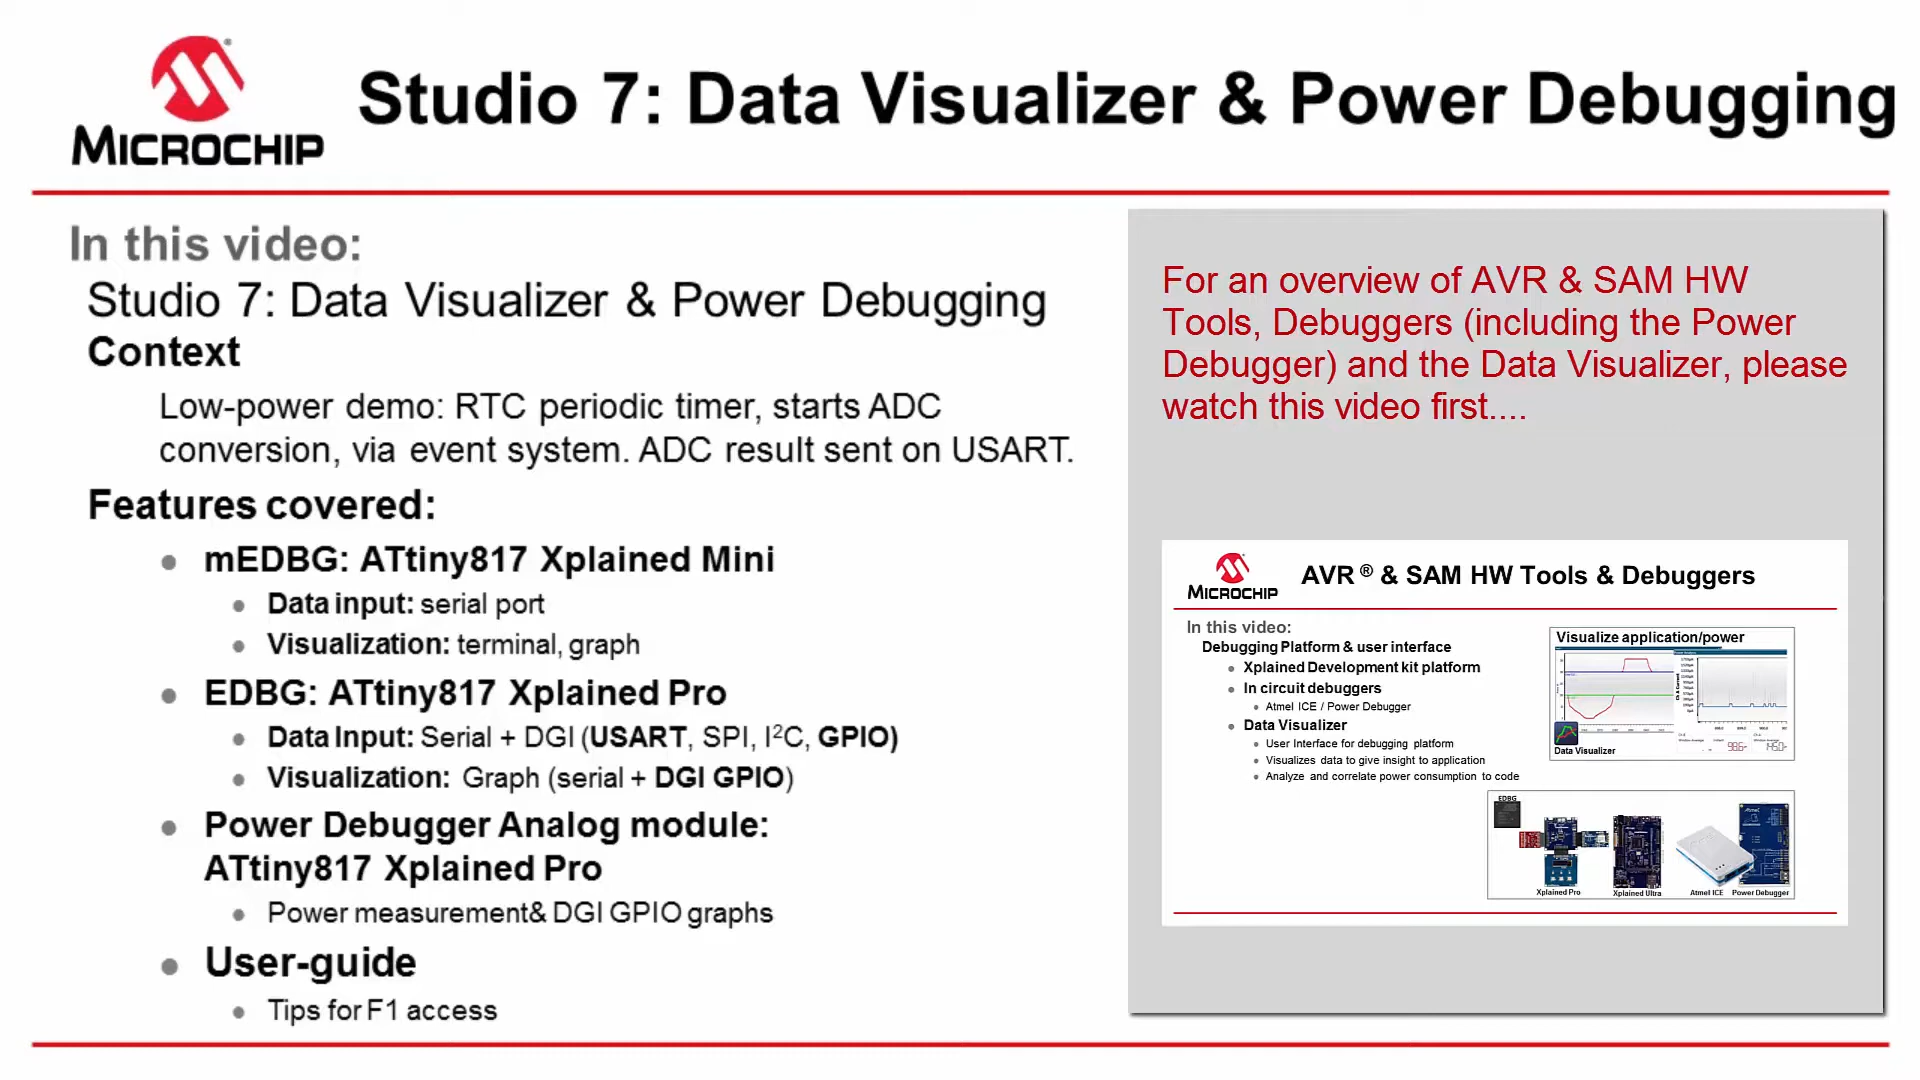 MICROCHIP
Studio 7: Data Visualizer & Power Debugging
In this video:
Studio 7: Data Visualizer & Power Debugging
Context
Low-power demo: RTC periodic timer, starts ADC
conversion, via event system. ADC result sent on USART.
Features covered:
mEDBG: ATtiny817 Xplained Mini
Data input: serial port
Visualization: terminal, graph
EDBG: ATtiny817 Xplained Pro
Data Input: Serial + DGI (USART, SPI, I²C, GPIO)
Visualization: Graph (serial + DGI GPIO)
Power Debugger Analog module:
ATtiny817 Xplained Pro
Power measurement& DGI GPIO graphs
User-guide
Tips for F1 access
For an overview of AVR & SAM HW
Tools, Debuggers (including the Power
Debugger) and the Data Visualizer, please
watch this video first....
MICROCHIP
AVR ® & SAM HW Tools & Debuggers
In this video:
Debugging Platform & user interface
Xplained Development kit platform
In circuit debuggers
Atmel ICE / Power Debugger
Data Visualizer
User Interface for debugging platform
Visualizes data to give insight to application
Analyze and correlate power consumption to code
Visualize application/power
Data Visualizer
EDBG
Xplained Pro
Xplained Ultra
Atmel ICE
Power Debugger